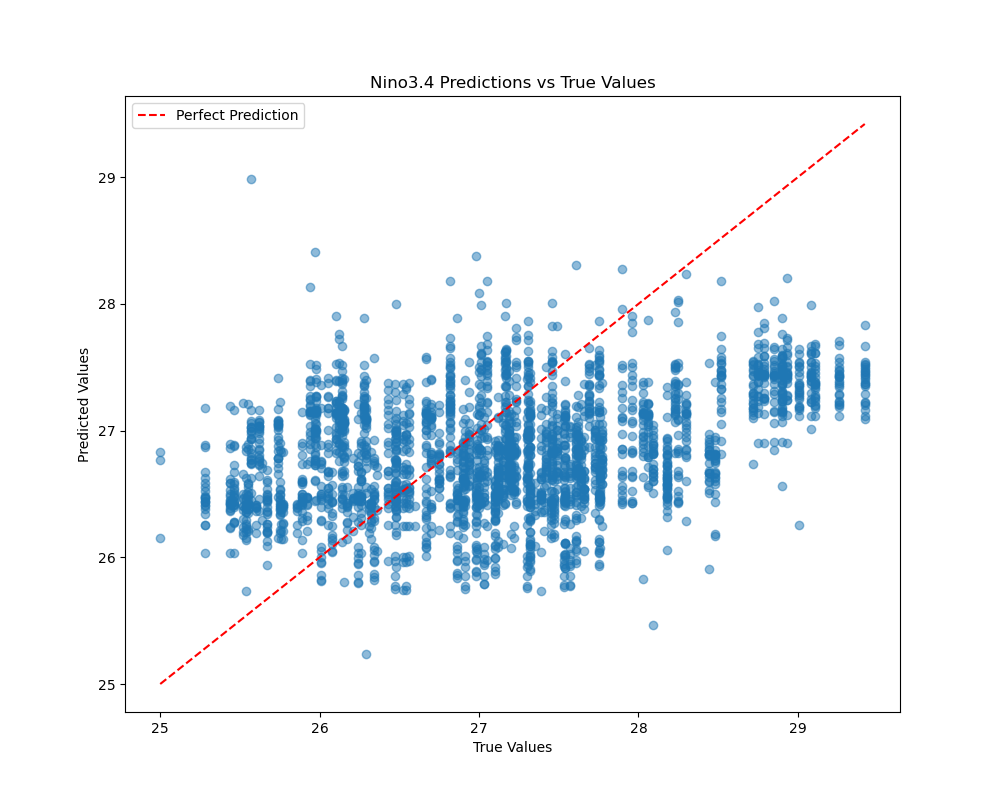 Nino3.4 Predictions vs True Values
Perfect Prediction
29
28
27
26
25
Predicted Values
25 26 27 28 29
True Values